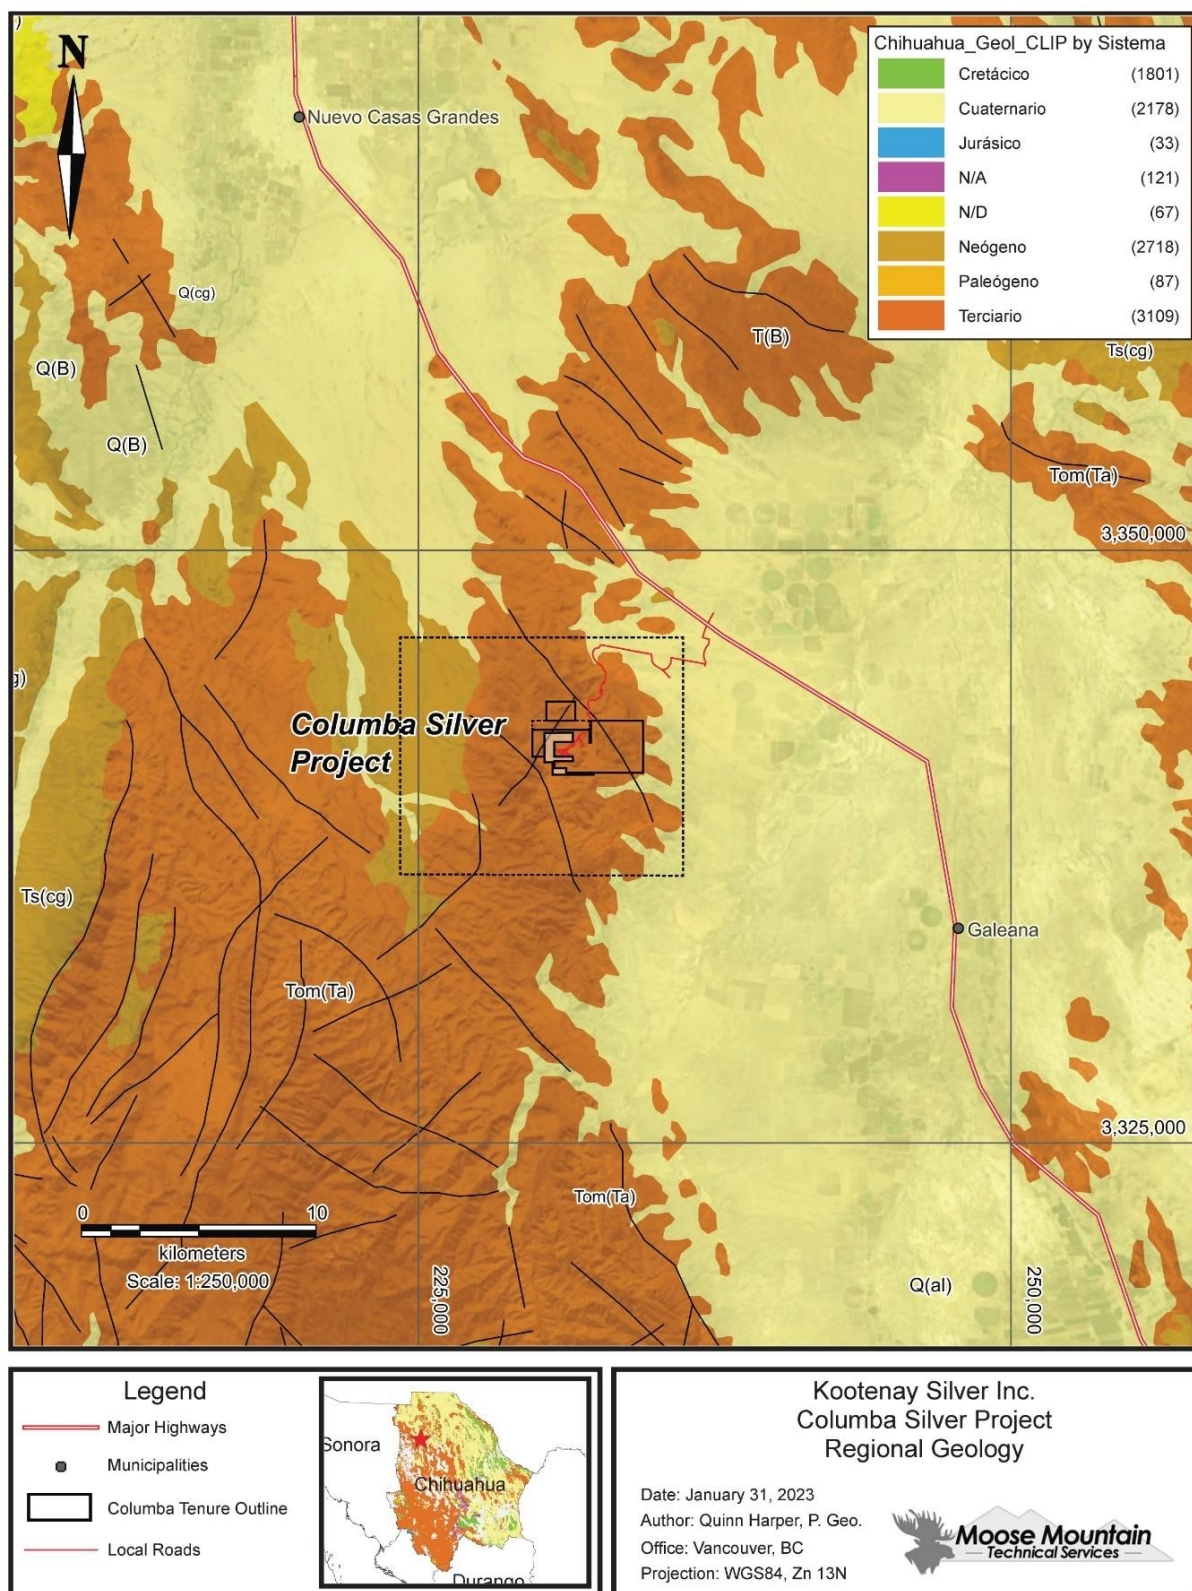 N
Chihuahua_Geol_CLIP by Sistema
Cretácico (1801)
Cuaternario (2178)
Jurásico (33)
N/A (121)
N/D (67)
Neógeno (2718)
Paleógeno (87)
Terciario (3109)
Nuevo Casas Grandes
Q(cg)
T(B)
Ts(cg)
Q(B)
Q(B)
Tom(Ta)
3,350,000
Columba Silver
Project
Ts(cg)
Galeana
Tom(Ta)
3,325,000
Tom(Ta)
0 10
kilometers
Scale: 1:250,000
225,000
Q(al)
250,000
Legend
Major Highways
Municipalities
Columba Tenure Outline
Local Roads
Sonora
Chihuahua
Durango
Kootenay Silver Inc.
Columba Silver Project
Regional Geology
Date: January 31, 2023
Author: Quinn Harper, P. Geo.
Office: Vancouver, BC
Projection: WGS84, Zn 13N
Moose Mountain
Technical Services